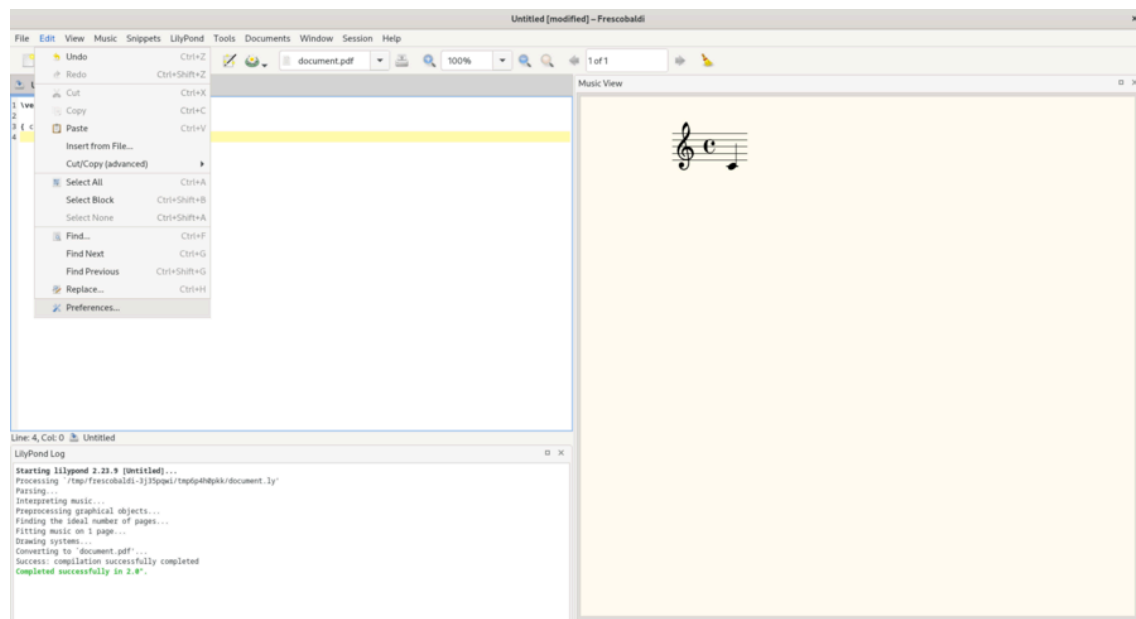 Untitled [modified] – Frescobaldi
File Edit View Music Snippets LilyPond Tools Documents Window Session Help
document.pdf 100% 1 of 1
Undo Ctrl+Z
Redo Ctrl+Shift+Z
Cut Ctrl+X
Copy Ctrl+C
Paste Ctrl+V
Insert from File...
Cut/Copy (advanced)
Select All Ctrl+A
Select Block Ctrl+Shift+B
Select None Ctrl+Shift+A
Find... Ctrl+F
Find Next Ctrl+G
Find Previous Ctrl+Shift+G
Replace... Ctrl+H
Preferences...
1 \ve
2
3 { c
4
Line: 4, Col: 0 Untitled
LilyPond Log
Starting lilypond 2.23.9 [Untitled]...
Processing `/tmp/frescobaldi-3j35pqwi/tmp6p4h0pkk/document.ly'
Parsing...
Interpreting music...
Preprocessing graphical objects...
Finding the ideal number of pages...
Fitting music on 1 page...
Drawing systems...
Converting to `document.pdf'...
Success: compilation successfully completed
Completed successfully in 2.0".
Music View